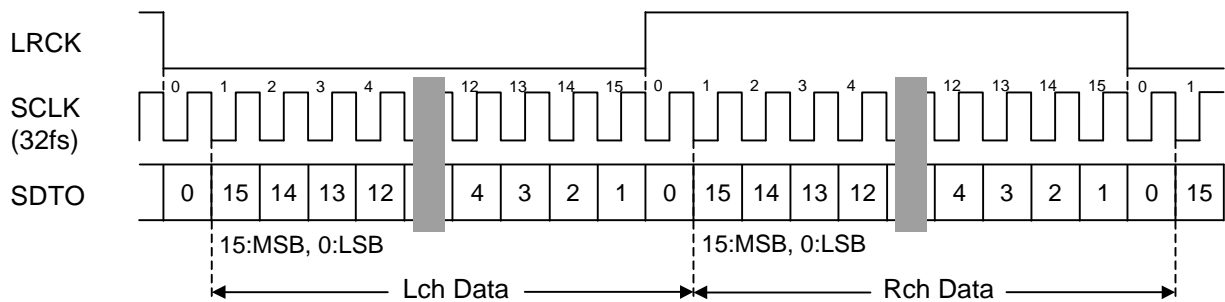 LRCK
0 1 2 3 4 12 13 14 15 0 1 2 3 4 12 13 14 15 0 1
SCLK
(32fs)
SDTO 0 15 14 13 12 4 3 2 1 0 15 14 13 12 4 3 2 1 0 15
15:MSB, 0:LSB 15:MSB, 0:LSB
Lch Data Rch Data